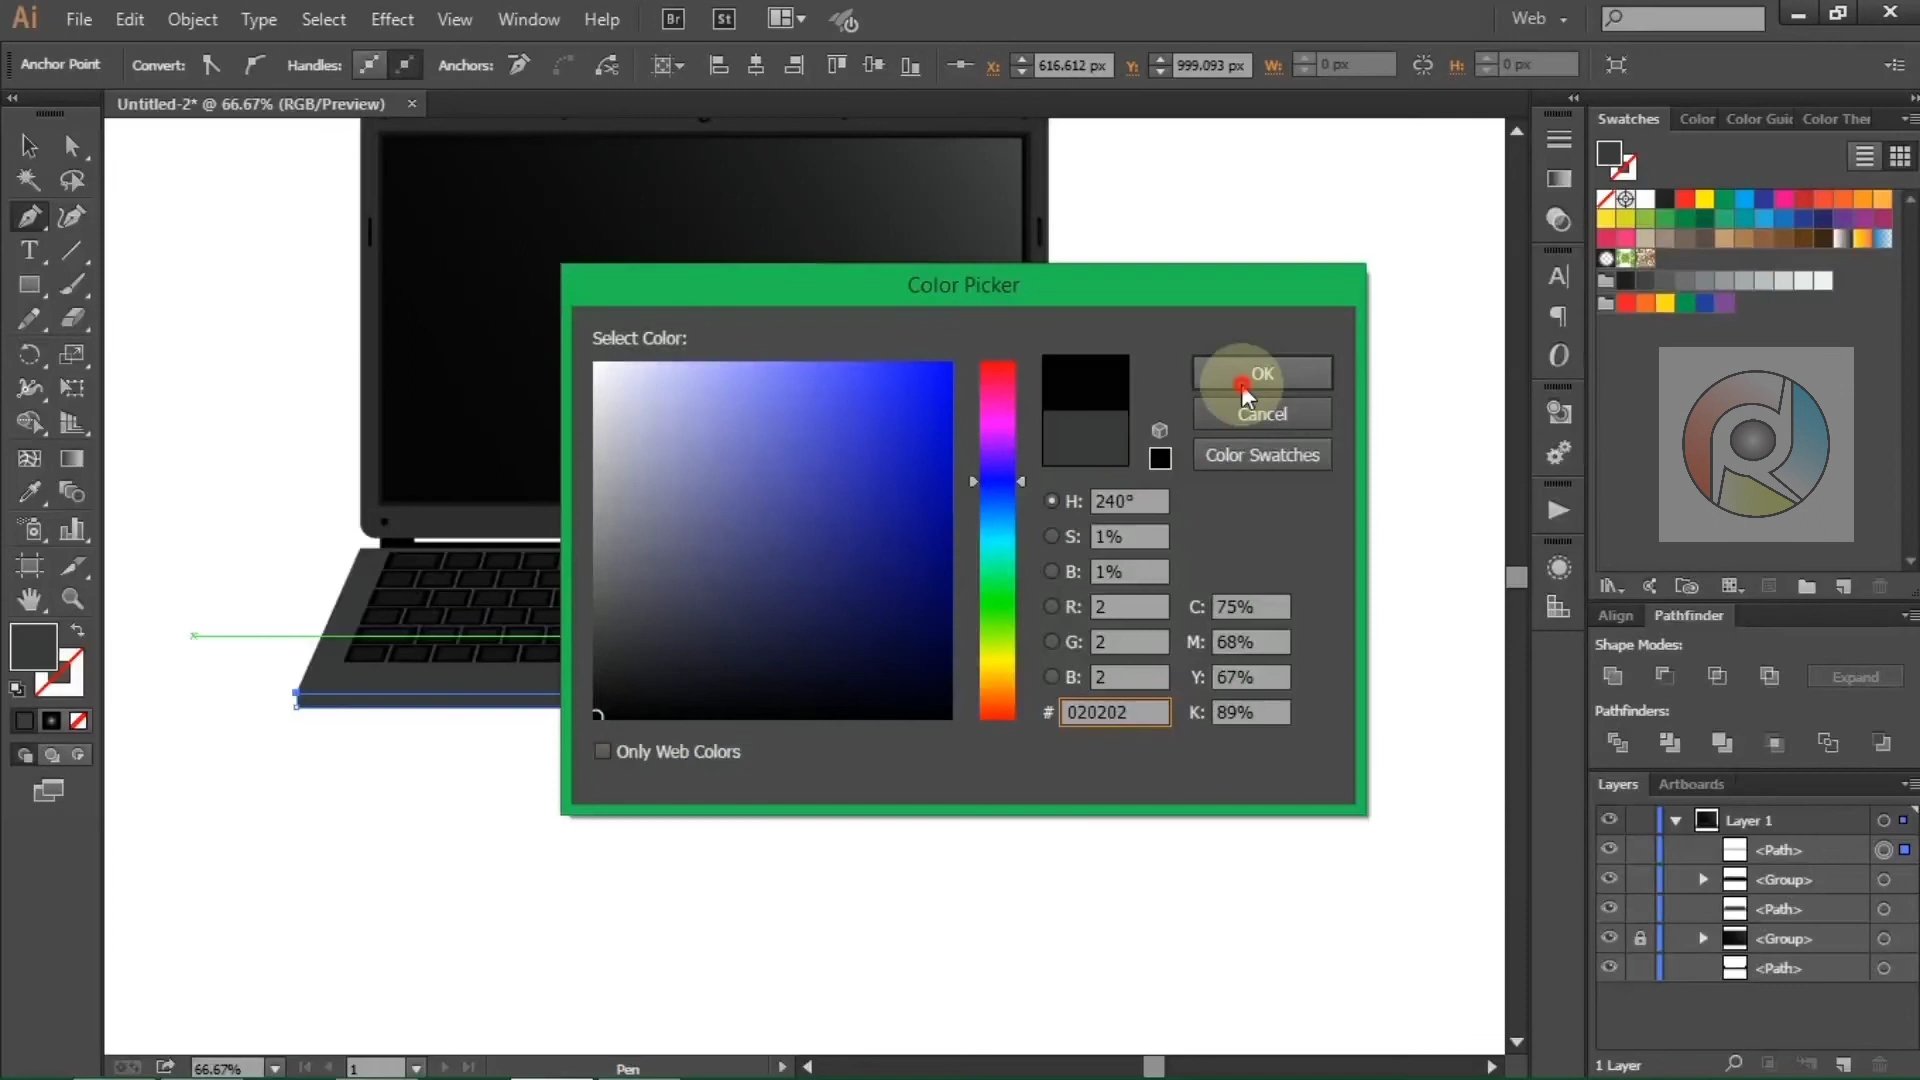 Ai File Edit Object Type Select Effect View Window Help Br St Web
Anchor Point Convert: Handles: Anchors: X: 616.612 px Y: 999.093 px W: 0 px H: 0 px
Untitled-2* @ 66.67% (RGB/Preview) ×
Swatches Color Color Guid Color Ther
Color Picker
Select Color:
OK
Cancel
Color Swatches
H: 240°
S: 1%
B: 1%
R: 2 C: 75%
G: 2 M: 68%
B: 2 Y: 67%
# 020202 K: 89%
Only Web Colors
Align Pathfinder
Shape Modes:
Expand
Pathfinders:
Layers Artboards
Layer 1
<Path>
<Group>
<Path>
<Group>
<Path>
1 Layer
66.67% 1 Pen